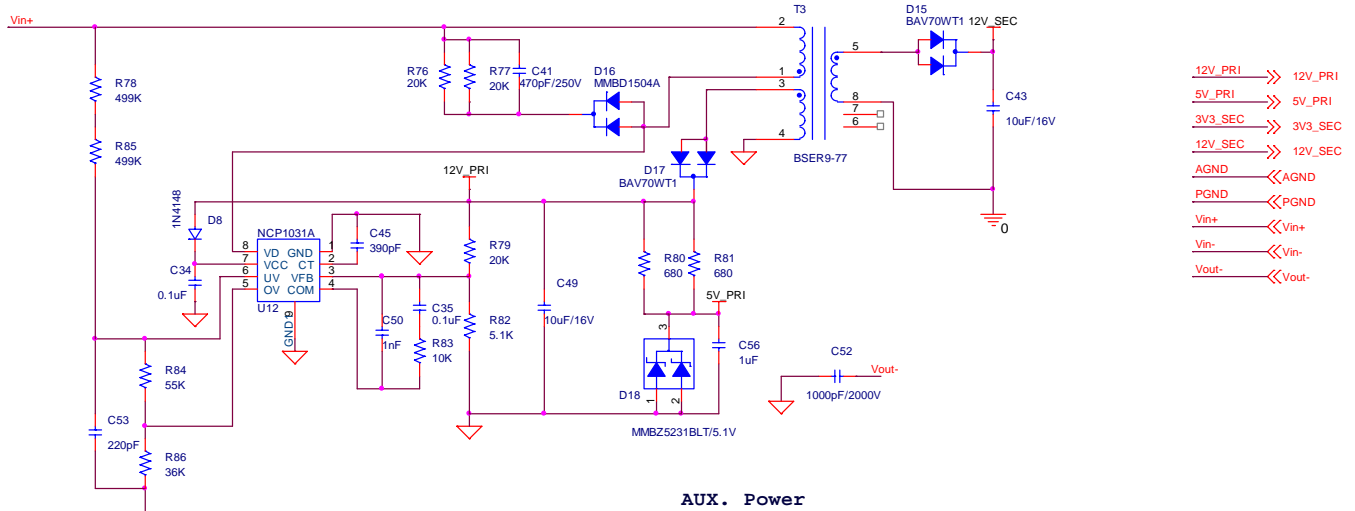 Vin+
R78
499K
R85
499K
R76
20K
R77
20K
C41
470pF/250V
D16
MMBD1504A
T3
2
1
3
4
5
8
7
6
BSER9-77
D15
BAV70WT1
12V_SEC
C43
10uF/16V
0
D17
BAV70WT1
12V_PRI
1N4148
D8
C34
0.1uF
NCP1031A
8 VD GND 1
7 VCC CT 2
6 UV VFB 3
5 OV COM 4
U12
GND1
9
C45
390pF
R79
20K
C35
0.1uF
C50
1nF
R83
10K
R82
5.1K
C49
10uF/16V
R80
680
R81
680
5V_PRI
3
D18
1
2
MMBZ5231BLT/5.1V
C56
1uF
C52
1000pF/2000V
Vout-
R84
55K
C53
220pF
R86
36K
12V_PRI 12V_PRI
5V_PRI 5V_PRI
3V3_SEC 3V3_SEC
12V_SEC 12V_SEC
AGND AGND
PGND PGND
Vin+ Vin+
Vin- Vin-
Vout- Vout-
AUX. Power